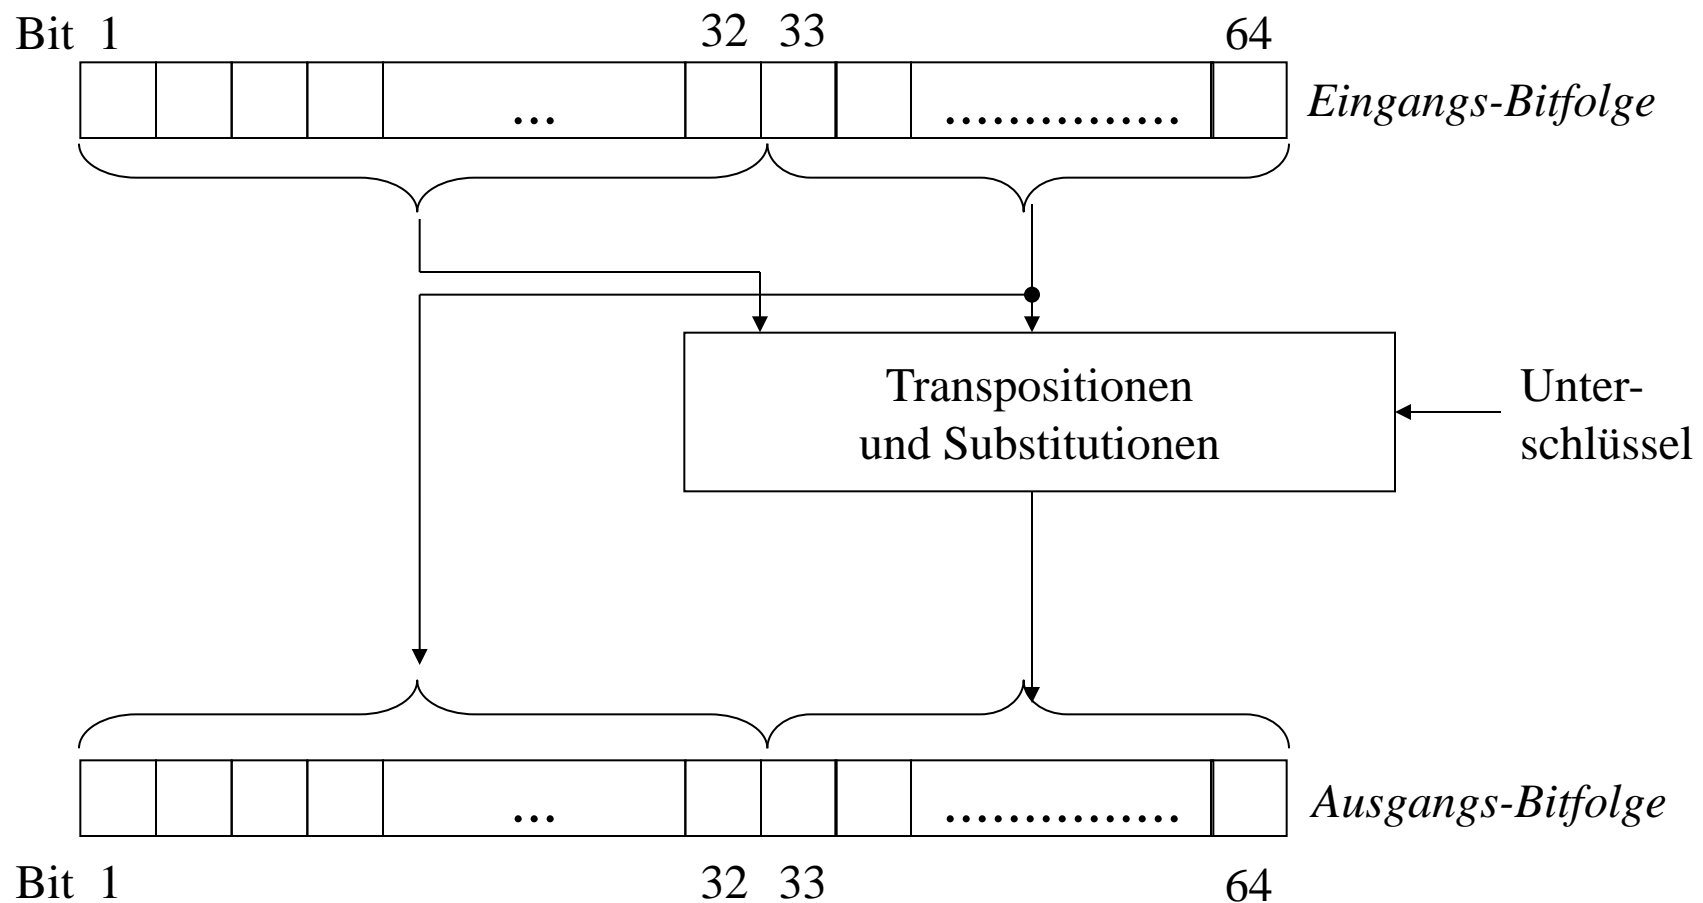 Bit 1 32 33 64
Eingangs-Bitfolge
... ...............
Transpositionen
und Substitutionen
Unter-
schlüssel
Ausgangs-Bitfolge
... ...............
Bit 1 32 33 64